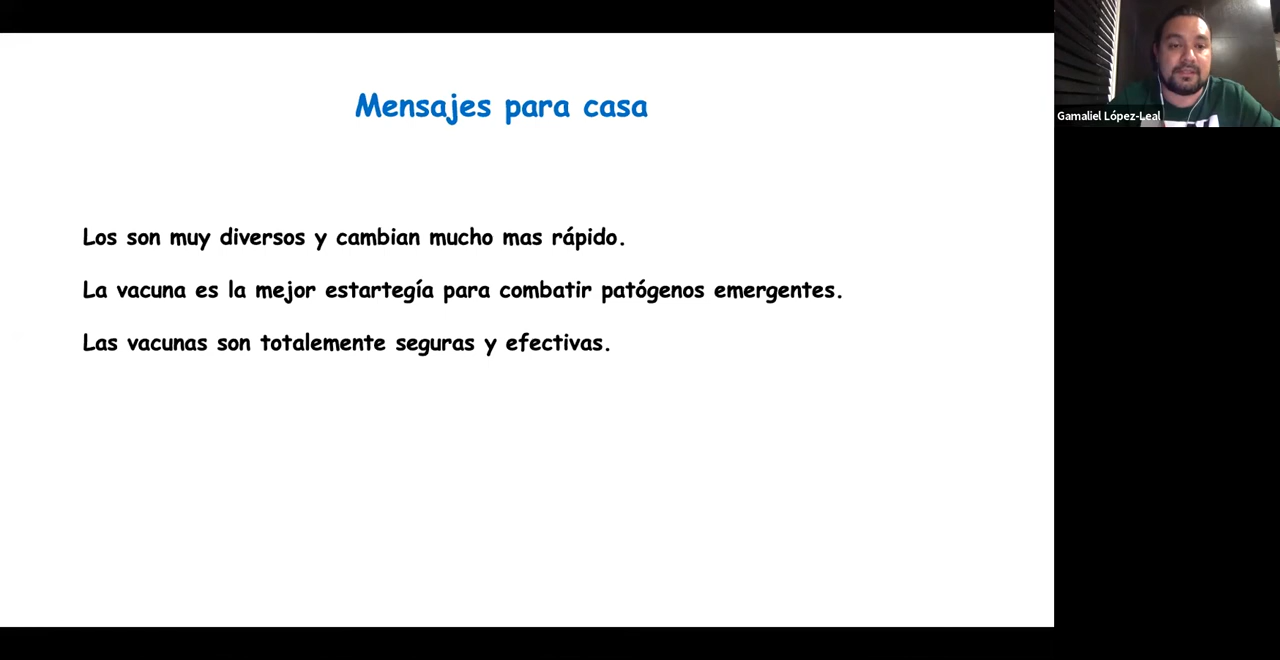 Mensajes para casa
Gamaliel López-Leal
Los son muy diversos y cambian mucho mas rápido.
La vacuna es la mejor estartegía para combatir patógenos emergentes.
Las vacunas son totalemente seguras y efectivas.